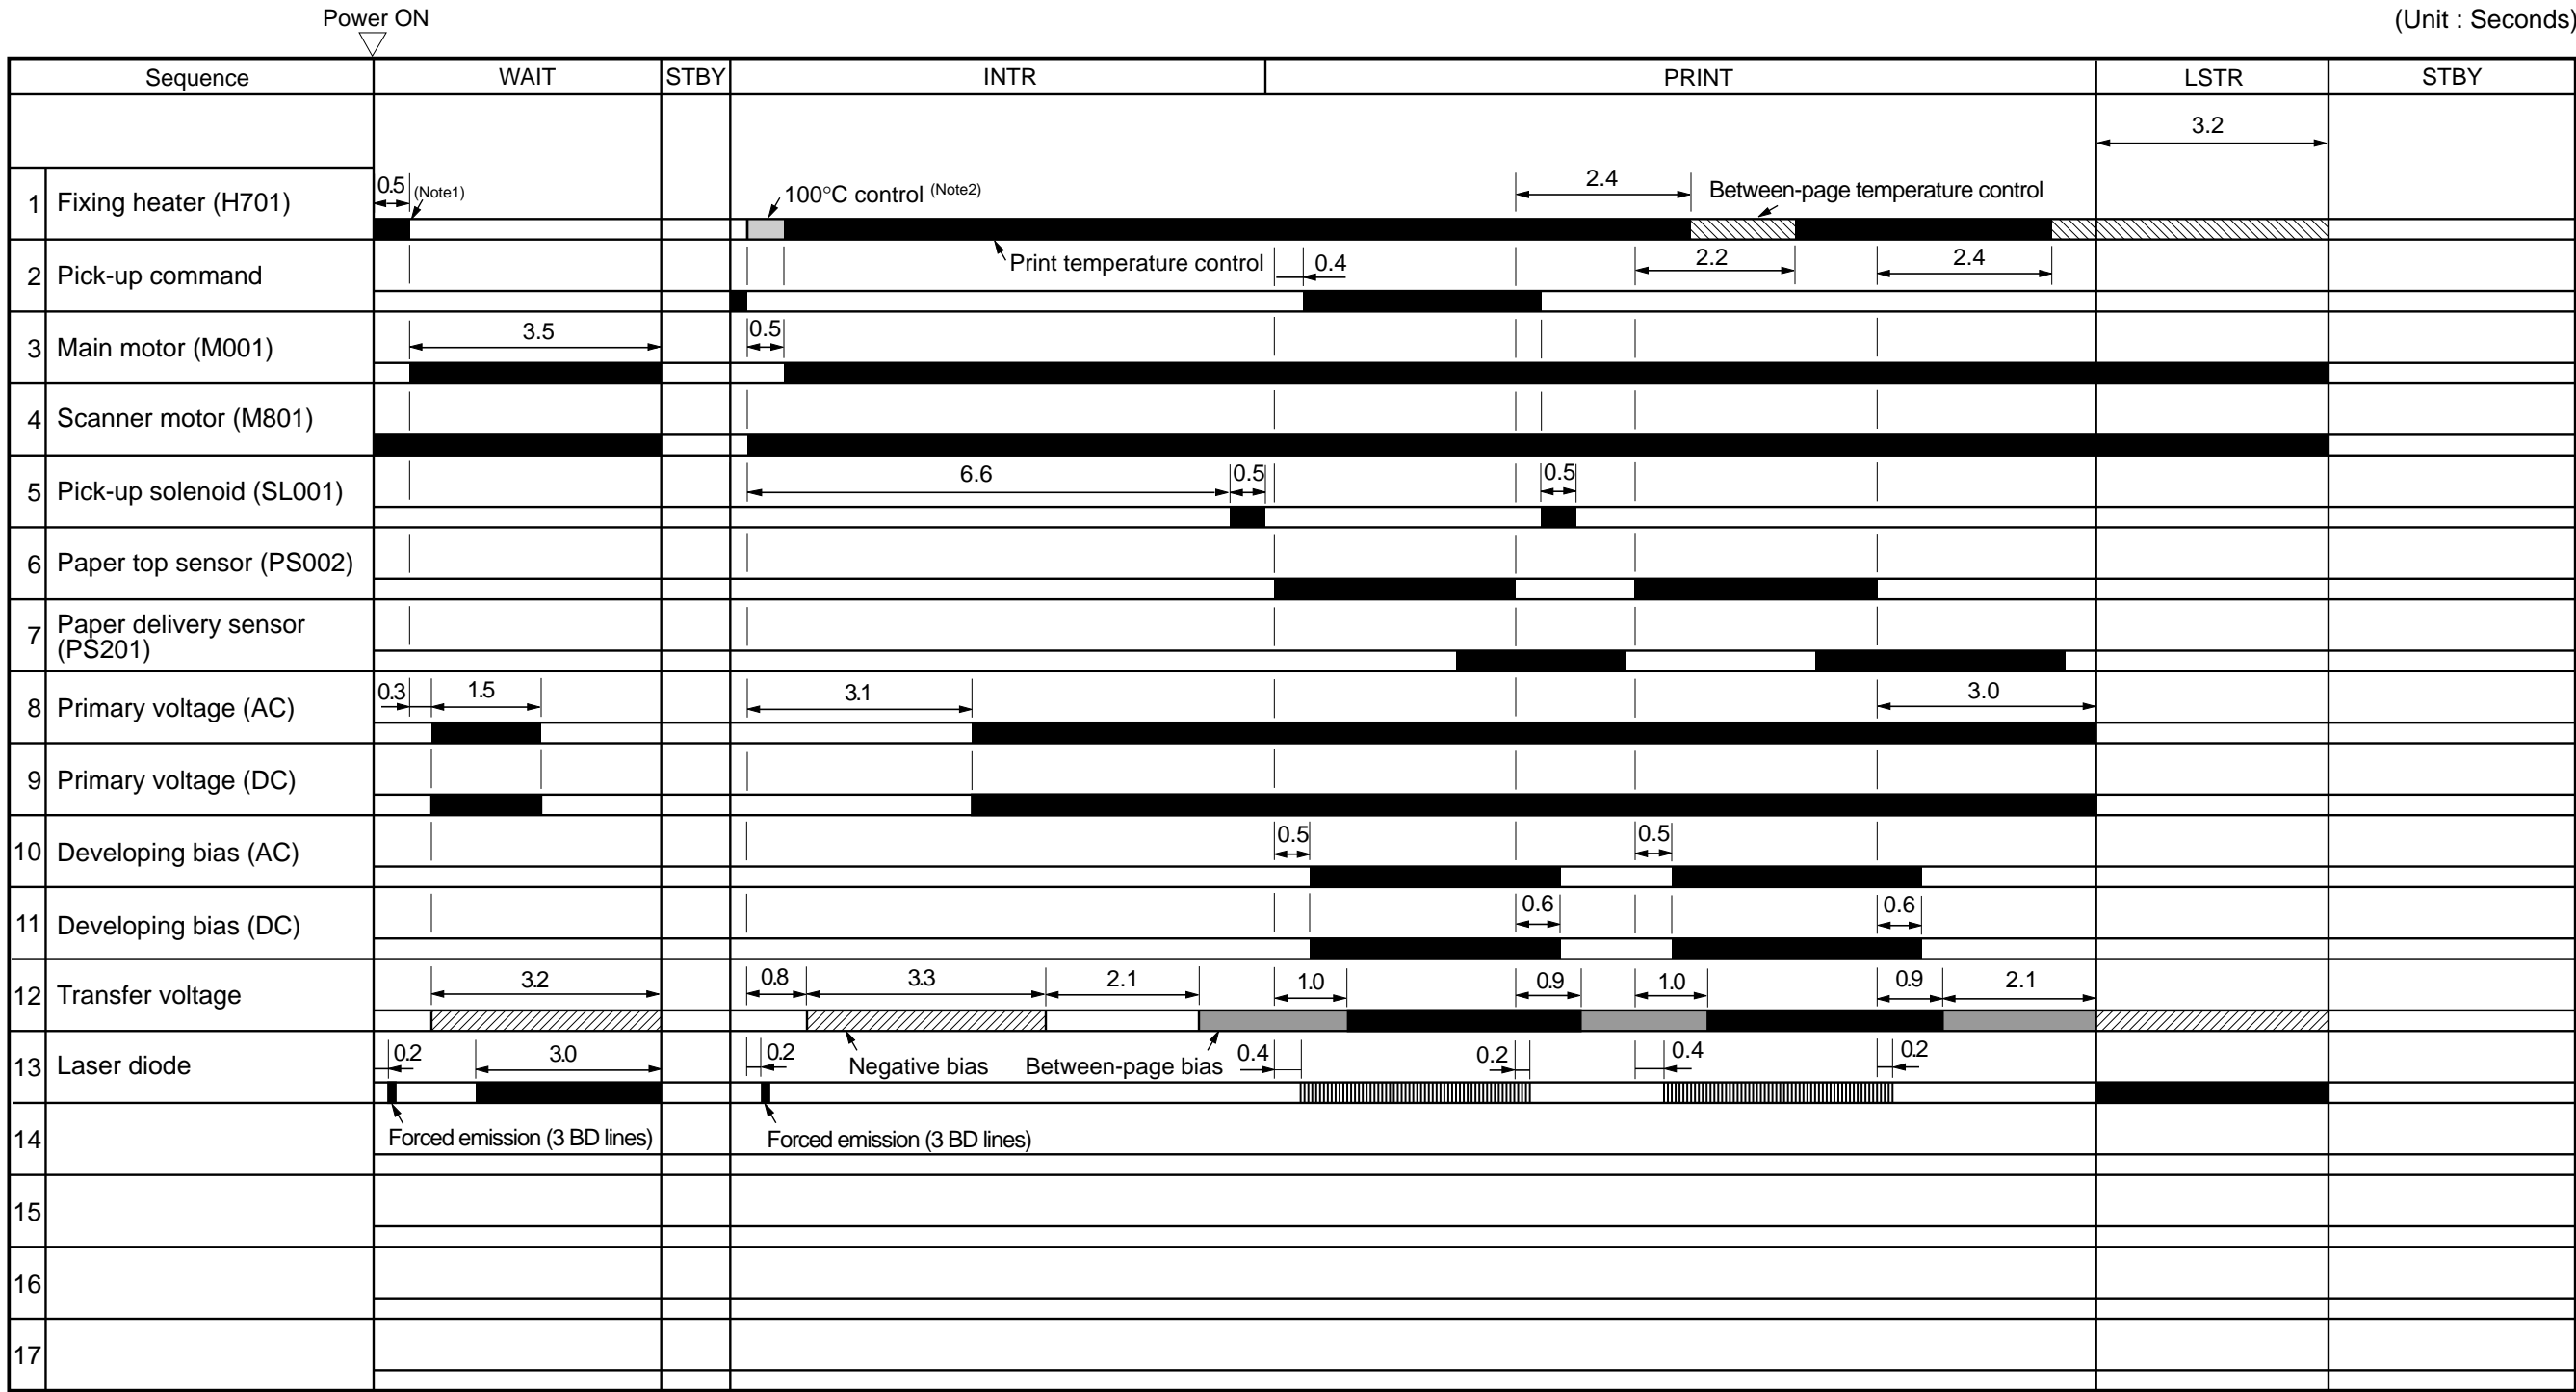 Power ON
(Unit : Seconds)
Sequence WAIT STBY INTR PRINT LSTR STBY
3.2
1 Fixing heater (H701) 0.5 (Note1) 100°C control (Note2) 2.4 Between-page temperature control
2 Pick-up command Print temperature control 0.4 2.2 2.4
3 Main motor (M001) 3.5 0.5
4 Scanner motor (M801)
5 Pick-up solenoid (SL001) 6.6 0.5 0.5
6 Paper top sensor (PS002)
7 Paper delivery sensor
(PS201)
8 Primary voltage (AC) 0.3 1.5 3.1 3.0
9 Primary voltage (DC)
10 Developing bias (AC) 0.5 0.5
11 Developing bias (DC) 0.6 0.6
12 Transfer voltage 3.2 0.8 3.3 2.1 1.0 0.9 1.0 0.9 2.1
13 Laser diode 0.2 3.0 0.2 Negative bias Between-page bias 0.4 0.2 0.4 0.2
14 Forced emission (3 BD lines) Forced emission (3 BD lines)
15
16
17